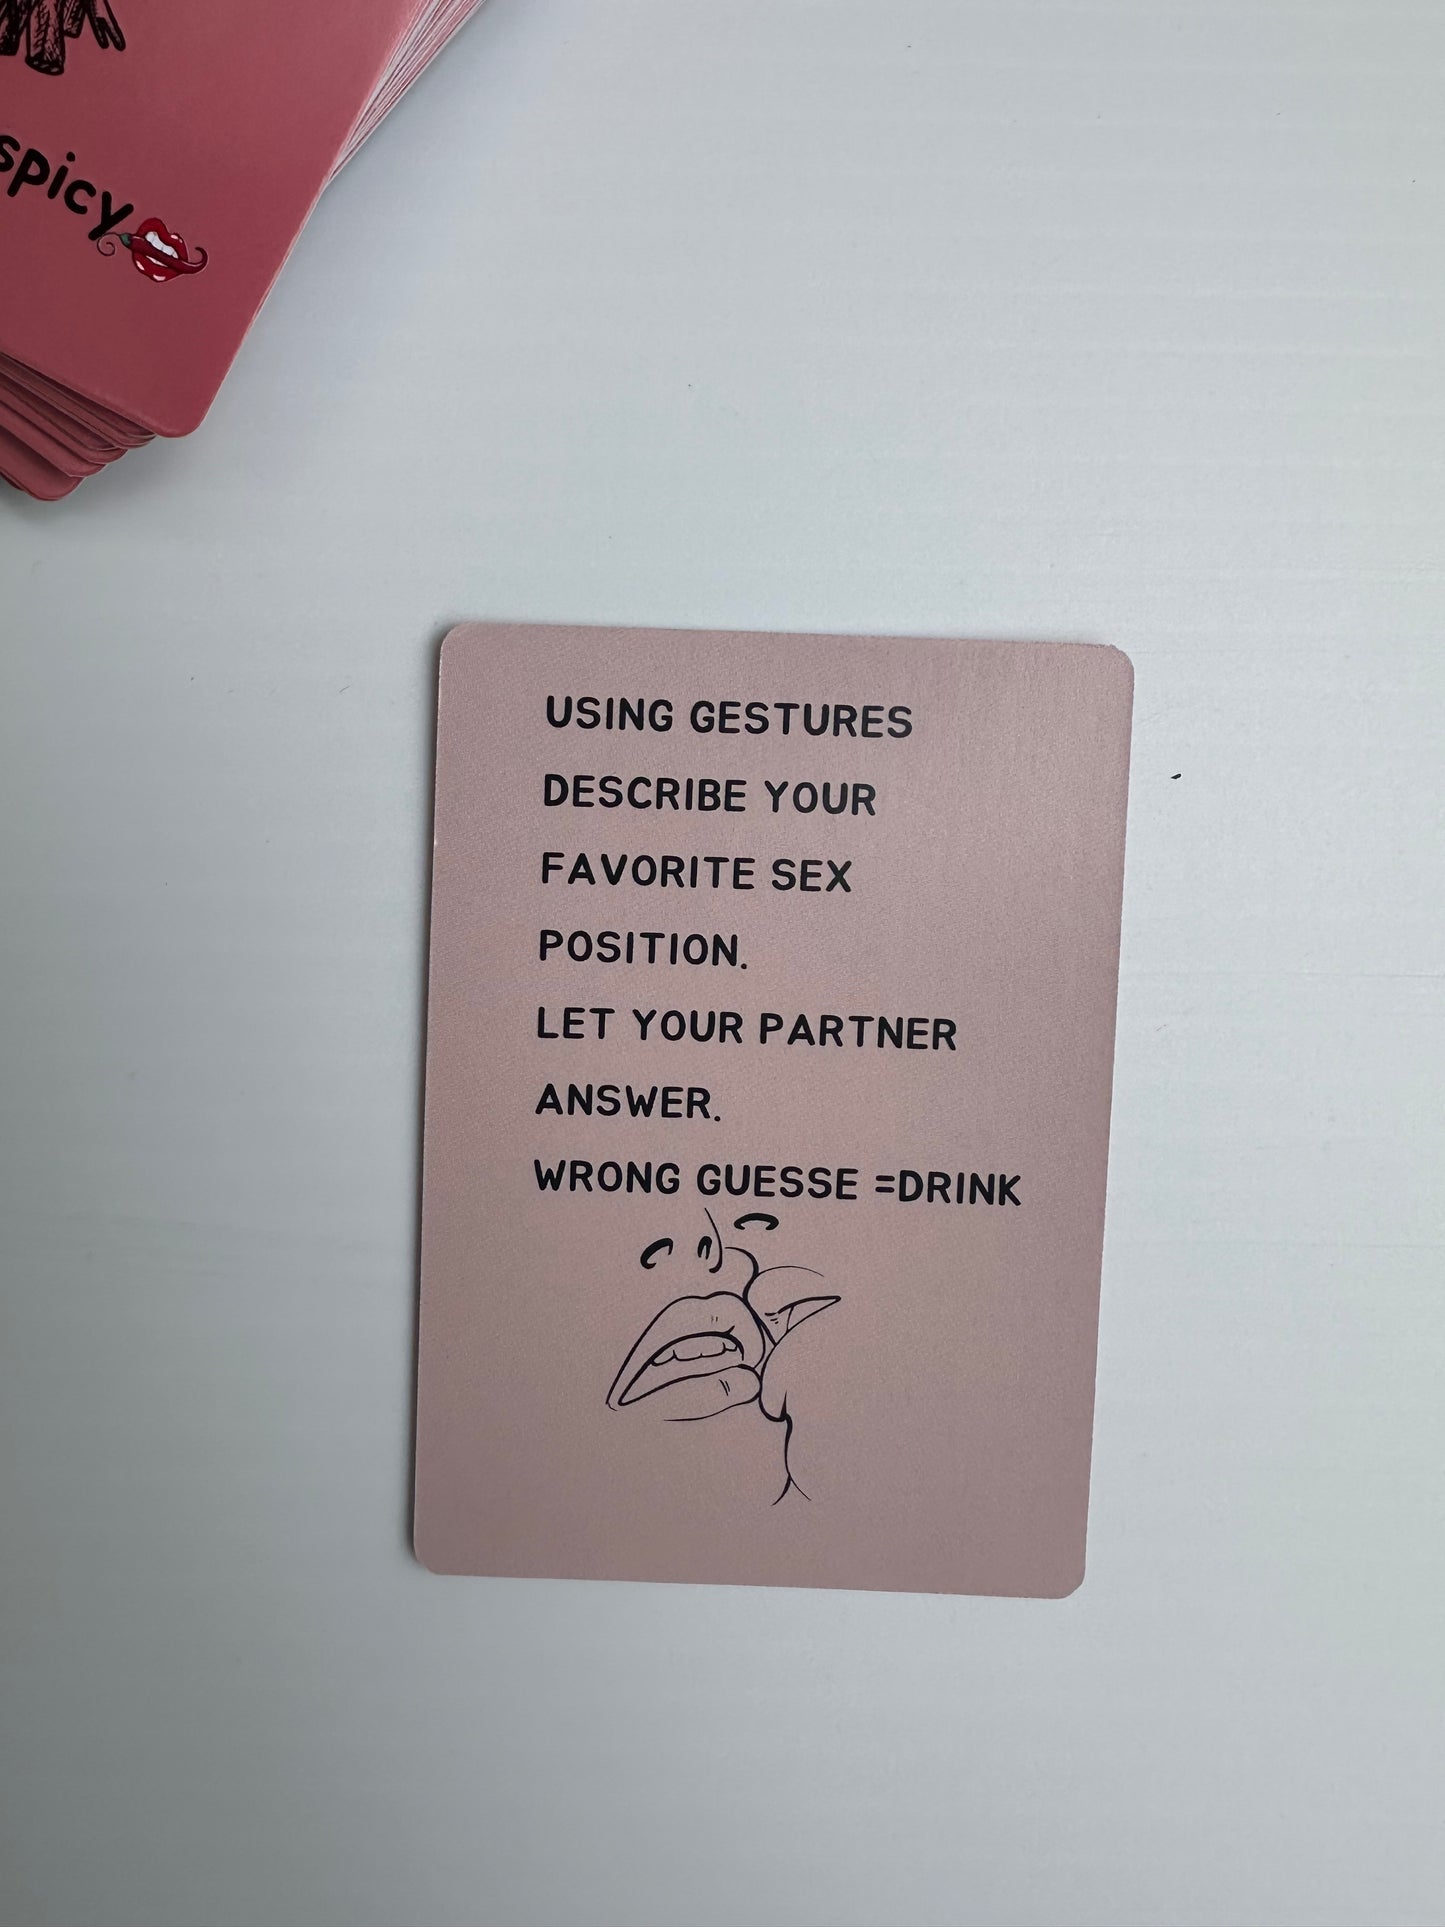 spicy
USING GESTURES
DESCRIBE YOUR
FAVORITE SEX
POSITION.
LET YOUR PARTNER
ANSWER.
WRONG GUESSE =DRINK